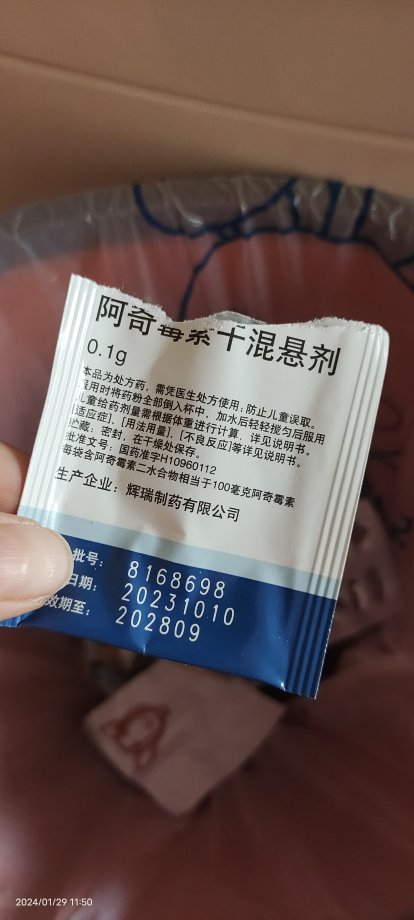 阿奇霉素干混悬剂
0.1g
本品为处方药，需凭医生处方使用；防止儿童误取。
服用时将药粉全部倒入杯中，加水后轻轻搅匀后服用
儿童给药剂量需根据体重进行计算，详见说明书。
[适应症]、[用法用量]、[不良反应]等详见说明书。
贮藏：密封，在干燥处保存。
批准文号：国药准字H10960112
每袋含阿奇霉素二水合物相当于100毫克阿奇霉素
生产企业：辉瑞制药有限公司
批号：8168698
日期：20231010
效期至：202809
2024/01/29 11:50